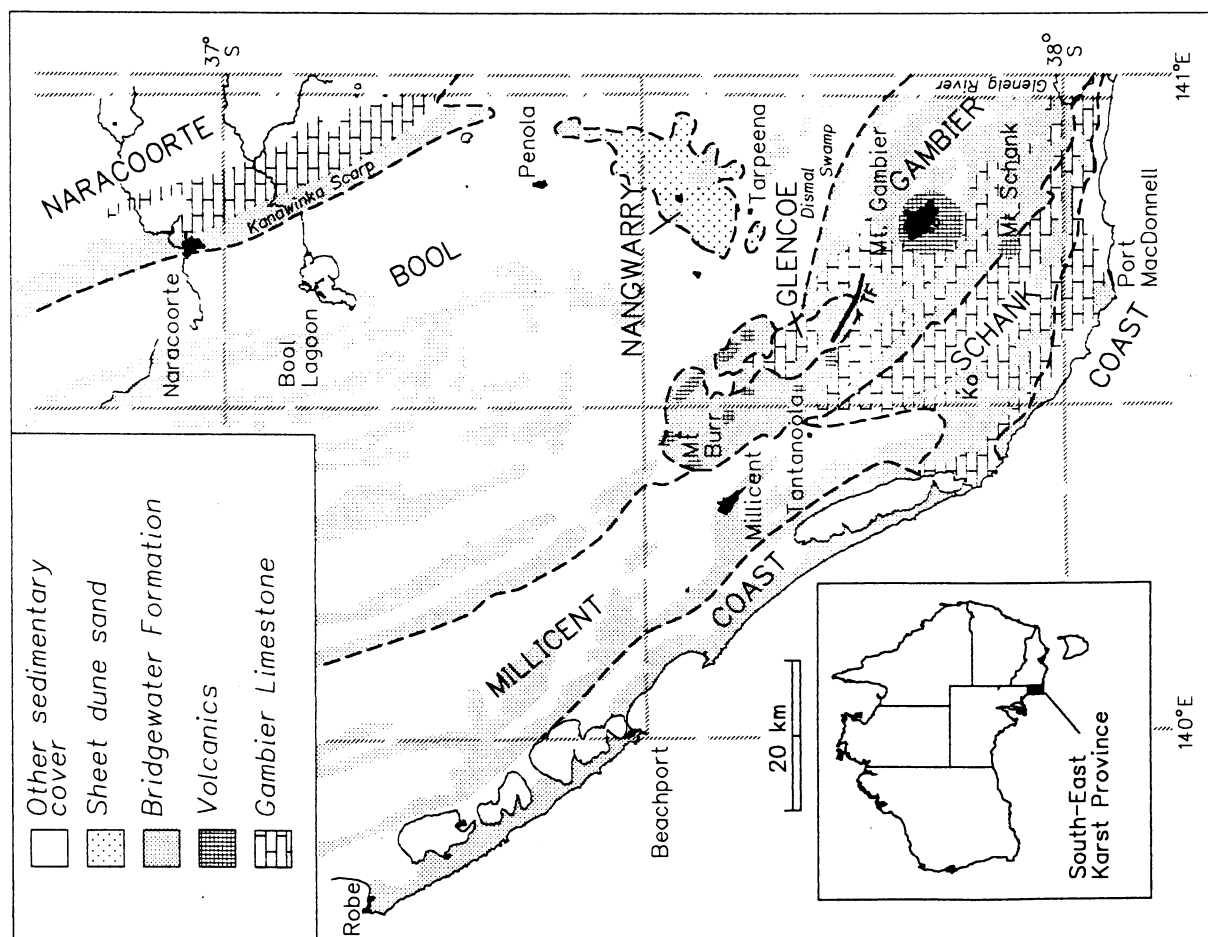 Other sedimentary
cover
Sheet dune sand
Bridgewater Formation
Volcanics
Gambier Limestone
NARACOORTE
37°
S
Naracoorte
Kanawinka Scarp
Bool
Lagoon
BOOL
Penola
NANGWARRY
Tarpeena
GLENCOE
Dismal
Swamp
Mt
Burr
Mt. Gambier
GAMBIER
Glenelg River
TF
Mt. Schank
SCHANK
Ko
38°
S
141°E
Port
MacDonnell
COAST
Tantanoola
Millicent
MILLICENT
COAST
Beachport
Robe
140°E
20 km
South-East
Karst Province